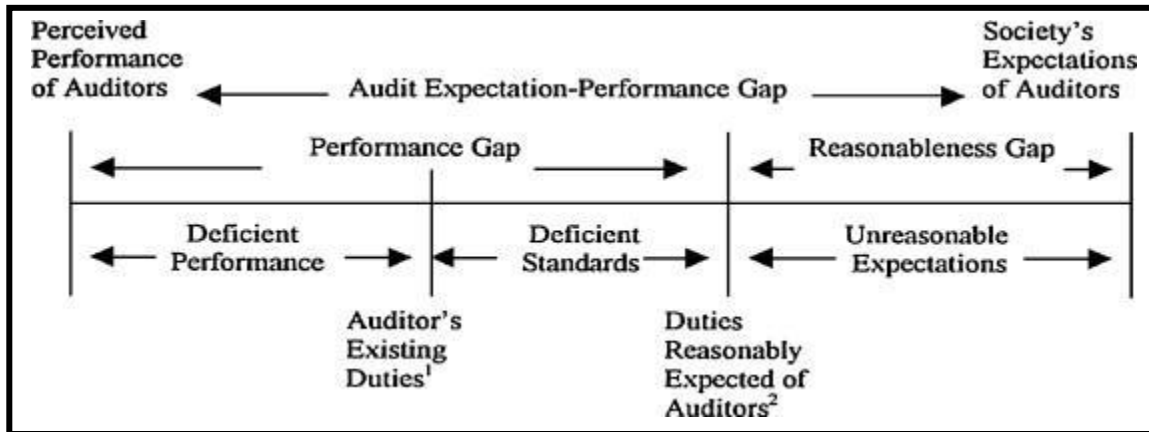 Perceived
Performance
of Auditors
Society's
Expectations
of Auditors
Audit Expectation-Performance Gap
Performance Gap
Reasonableness Gap
Deficient
Performance
Deficient
Standards
Unreasonable
Expectations
Auditor's
Existing
Duties¹
Duties
Reasonably
Expected of
Auditors²